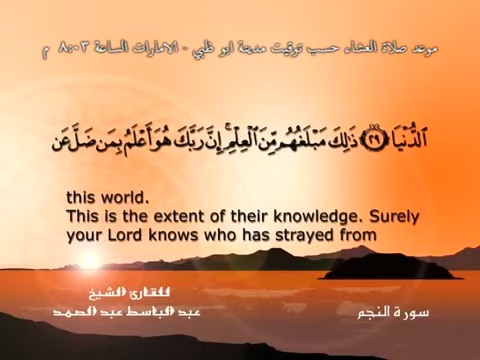 موعد صلاة العشاء حسب توقيت مدينة ابو ظبي - الامارات الساعة ٨:٠٣ م
ٱلدُّنْيَا ﴿٢٩﴾ ذَٰلِكَ مَبْلَغُهُم مِّنَ ٱلْعِلْمِ ۚ إِنَّ رَبَّكَ هُوَ أَعْلَمُ بِمَن ضَلَّ عَن
this world.
This is the extent of their knowledge. Surely
your Lord knows who has strayed from
للقارئ الشيخ
عبد الباسط عبد الصمد
سورة النجم